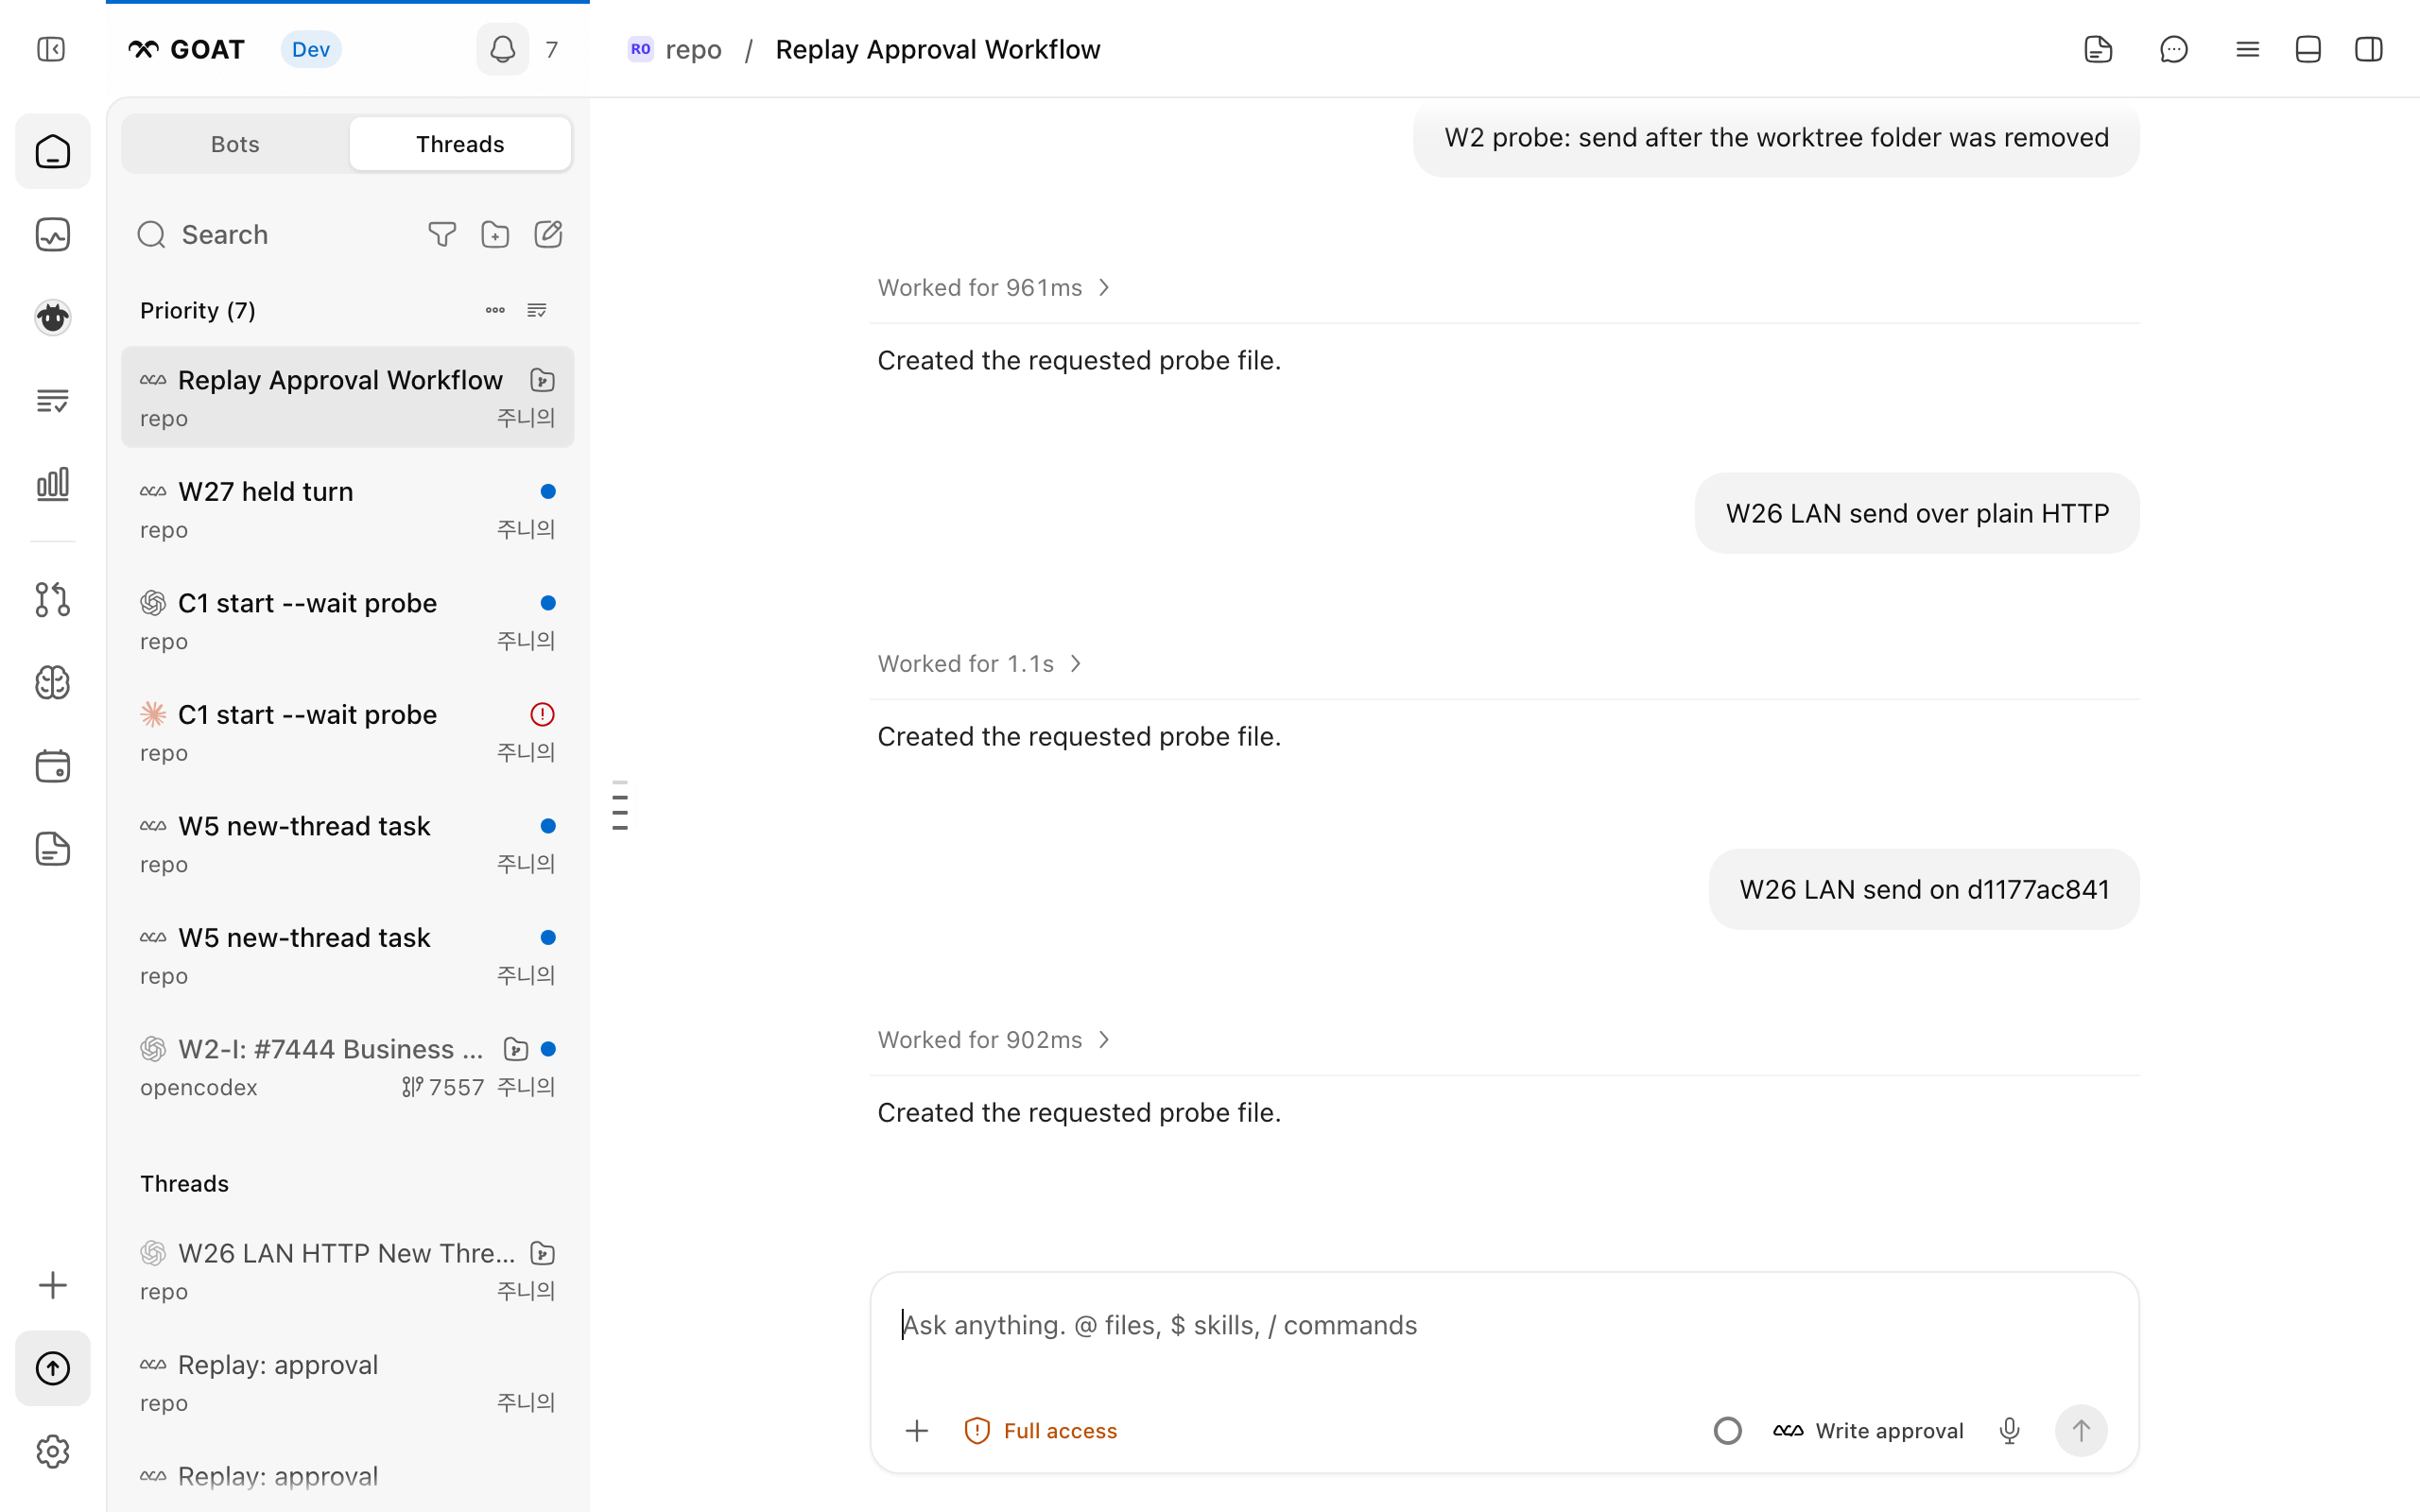 GOAT Dev 7
RO repo / Replay Approval Workflow
Bots Threads
Search
Priority (7)
Replay Approval Workflow
repo 주니의
W27 held turn
repo 주니의
C1 start --wait probe
repo 주니의
C1 start --wait probe
repo 주니의
W5 new-thread task
repo 주니의
W5 new-thread task
repo 주니의
W2-I: #7444 Business ...
opencodex 7557 주니의
Threads
W26 LAN HTTP New Thre...
repo 주니의
Replay: approval
repo 주니의
Replay: approval
W2 probe: send after the worktree folder was removed
Worked for 961ms
Created the requested probe file.
W26 LAN send over plain HTTP
Worked for 1.1s
Created the requested probe file.
W26 LAN send on d1177ac841
Worked for 902ms
Created the requested probe file.
Ask anything. @ files, $ skills, / commands
Full access Write approval